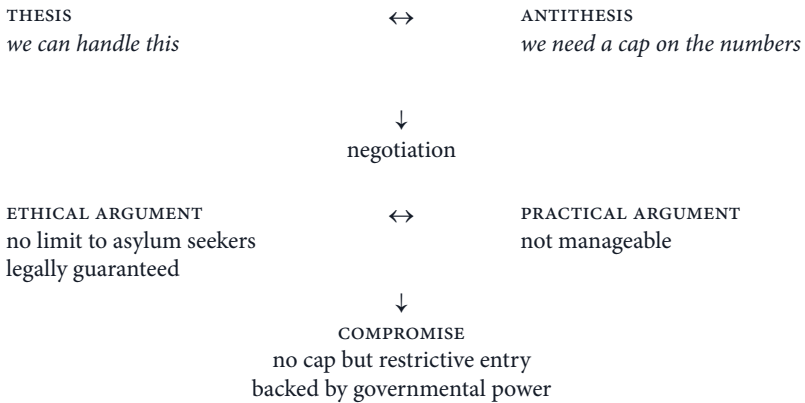 THESIS ↔ ANTITHESIS
we can handle this we need a cap on the numbers
↓
negotiation
ETHICAL ARGUMENT ↔ PRACTICAL ARGUMENT
no limit to asylum seekers not manageable
legally guaranteed
↓
COMPROMISE
no cap but restrictive entry
backed by governmental power